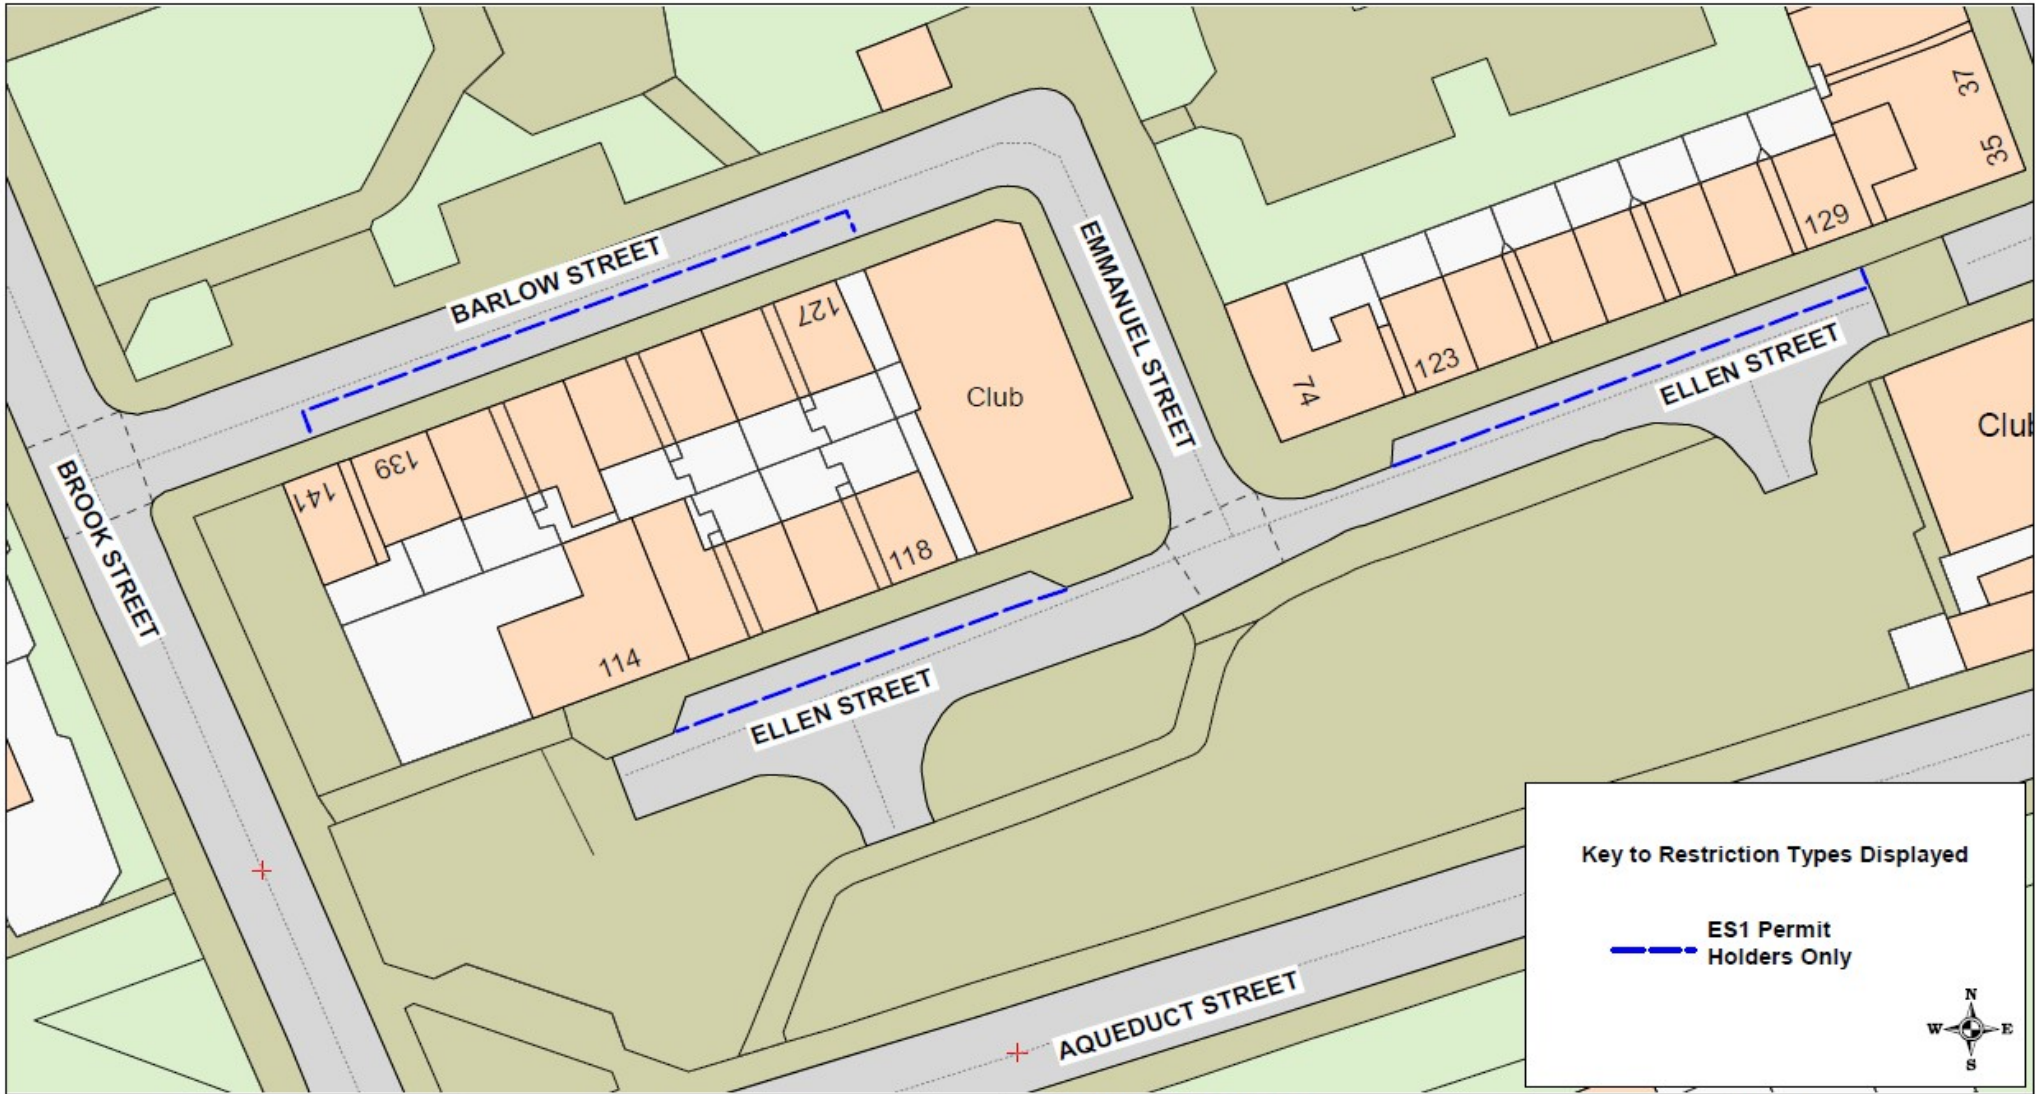 37
35
BARLOW STREET
EMMANUEL STREET
129
127
123
74
ELLEN STREET
Club
Club
139
141
BROOK STREET
118
114
ELLEN STREET
Key to Restriction Types Displayed
ES1 Permit
Holders Only
N
W E
S
AQUEDUCT STREET